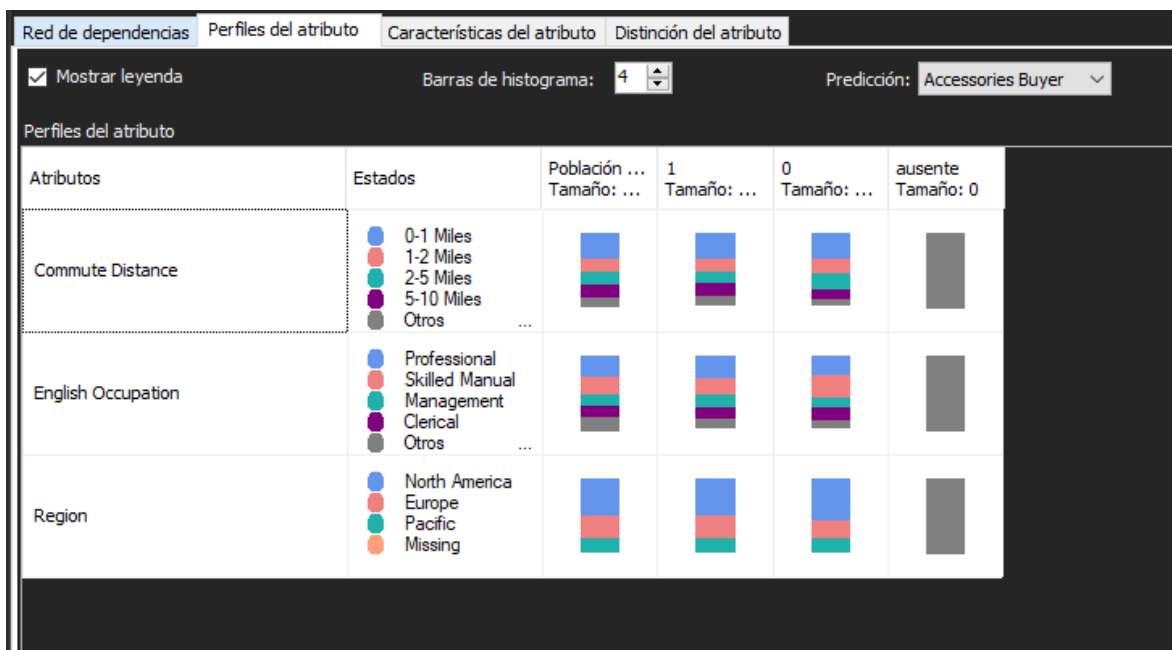 Red de dependencias Perfiles del atributo Características del atributo Distinción del atributo
Mostrar leyenda Barras de histograma: 4 Predicción: Accessories Buyer
Perfiles del atributo
Atributos Estados Población ... 1 0 ausente
Tamaño: ... Tamaño: ... Tamaño: ... Tamaño: 0
0-1 Miles
1-2 Miles
Commute Distance 2-5 Miles
5-10 Miles
Otros ...
Professional
Skilled Manual
English Occupation Management
Clerical
Otros ...
North America
Europe
Region Pacific
Missing